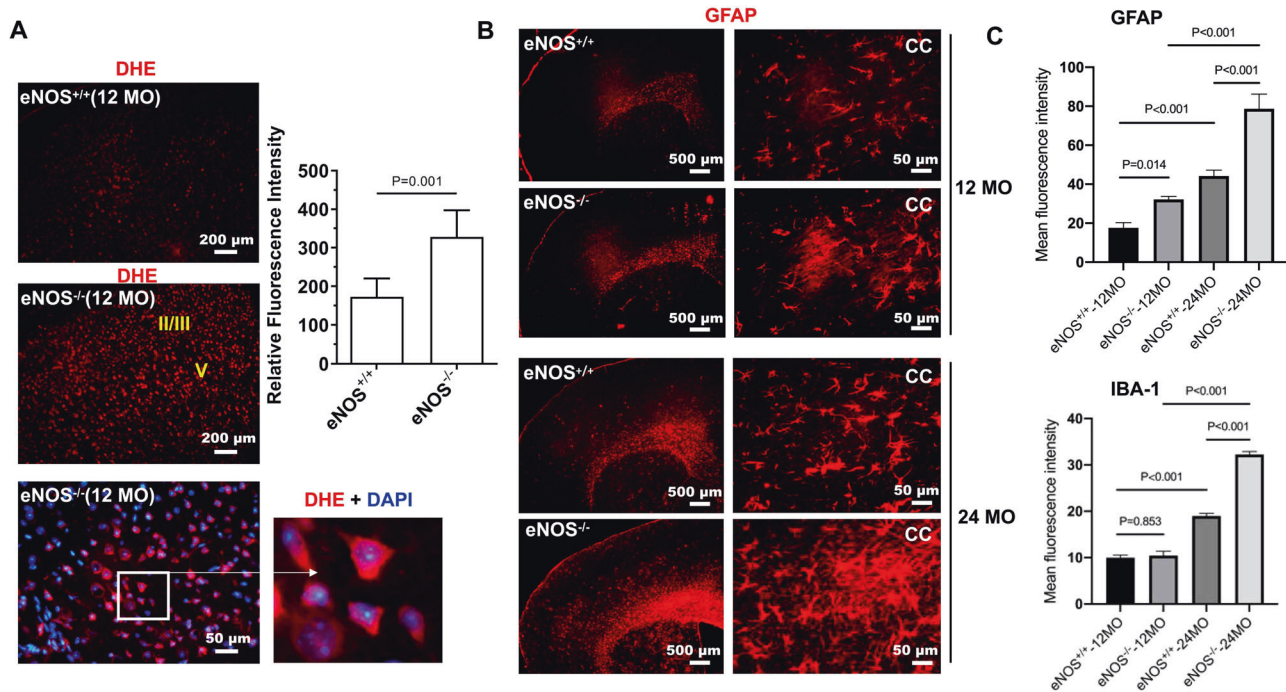 A
DHE
eNOS+/+(12 MO)
200 μm
DHE
eNOS-/-(12 MO)
II/III
V
200 μm
eNOS-/-(12 MO)
50 μm
DHE + DAPI
Relative Fluorescence Intensity
500
400
300
200
100
0
P=0.001
eNOS+/+
eNOS-/-
B
GFAP
eNOS+/+
500 μm
CC
50 μm
eNOS-/-
500 μm
CC
50 μm
12 MO
eNOS+/+
500 μm
CC
50 μm
eNOS-/-
500 μm
CC
50 μm
24 MO
C
GFAP
Mean fluorescence intensity
100
80
60
40
20
0
P<0.001
P<0.001
P<0.001
P=0.014
eNOS+/+-12MO
eNOS-/-12MO
eNOS+/+-24MO
eNOS-/-24MO
IBA-1
Mean fluorescence intensity
40
30
20
10
0
P<0.001
P<0.001
P<0.001
P=0.853
eNOS+/+-12MO
eNOS-/-12MO
eNOS+/+-24MO
eNOS-/-24MO